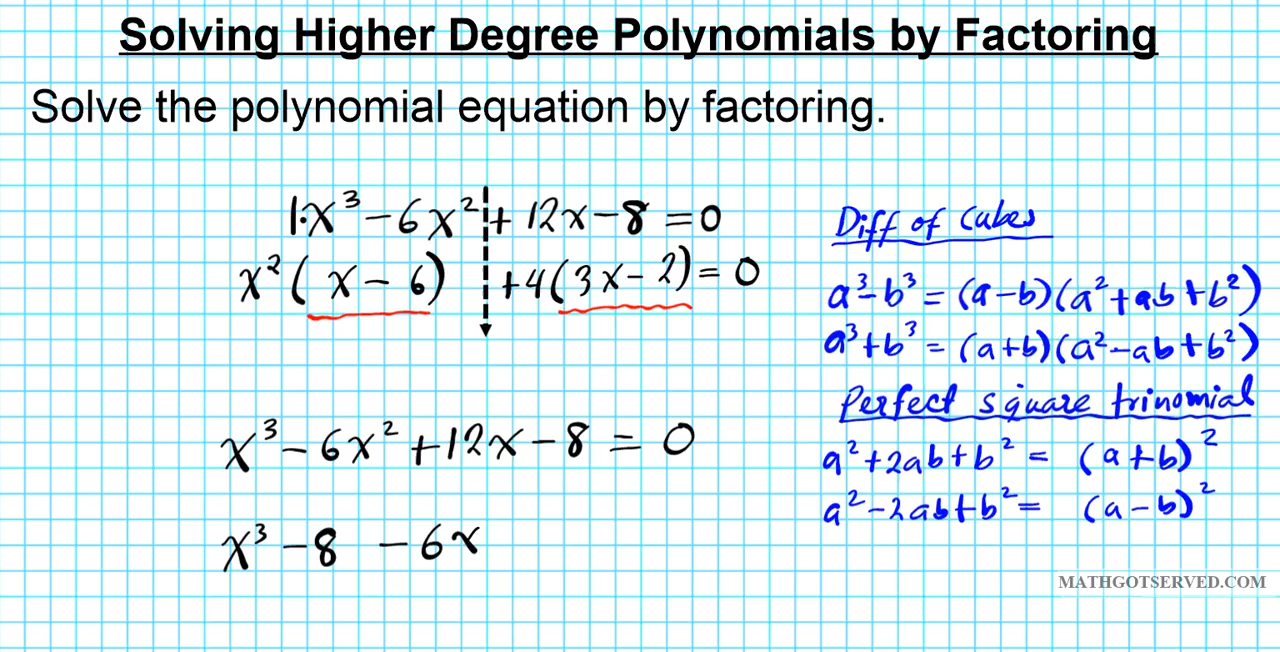 Solving Higher Degree Polynomials by Factoring
Solve the polynomial equation by factoring.
1·x³ - 6x² + 12x - 8 = 0
x²(x - 6) + 4(3x - 2) = 0
x³ - 6x² + 12x - 8 = 0
x³ - 8 - 6x
Diff of Cubes
a³ - b³ = (a - b)(a² + ab + b²)
a³ + b³ = (a + b)(a² - ab + b²)
Perfect square trinomial
a² + 2ab + b² = (a + b)²
a² - 2ab + b² = (a - b)²
MATHGOTSERVED.COM